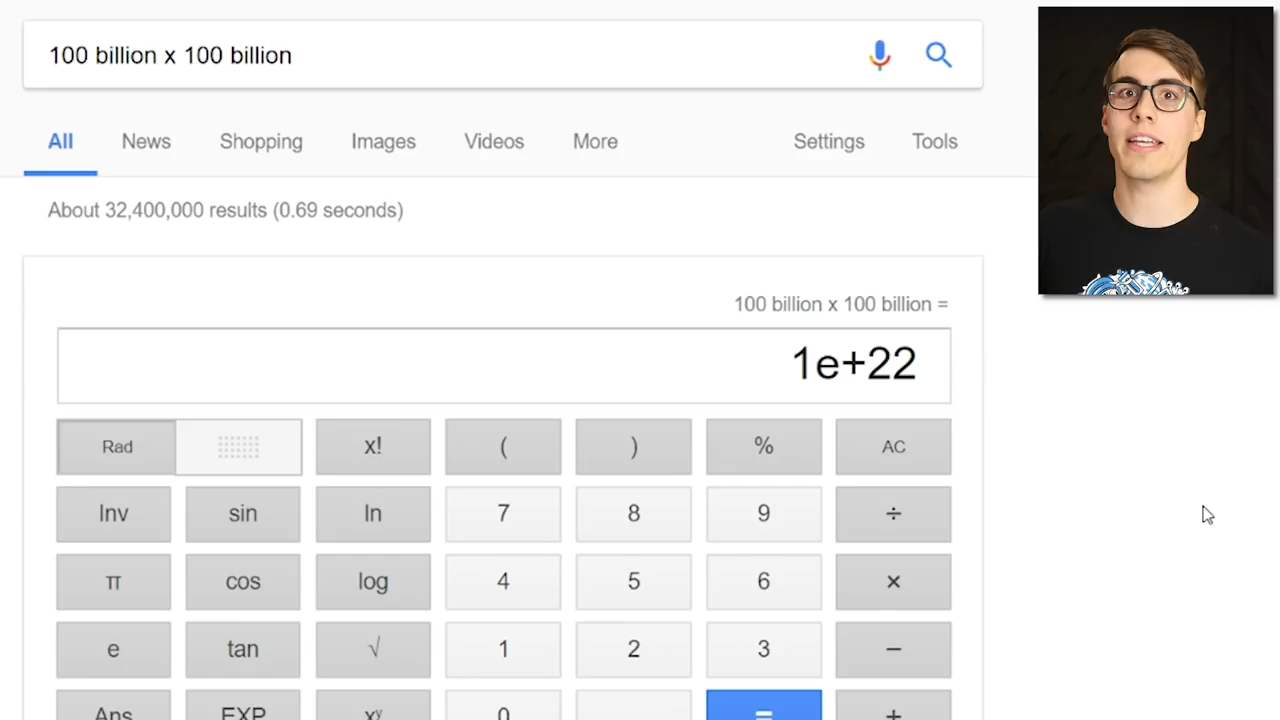 100 billion x 100 billion
All News Shopping Images Videos More Settings Tools
About 32,400,000 results (0.69 seconds)
100 billion x 100 billion =
1e+22
Rad x! ( ) % AC
Inv sin ln 7 8 9 ÷
π cos log 4 5 6 ×
e tan √ 1 2 3 −
Ans EXP xʸ 0 = +